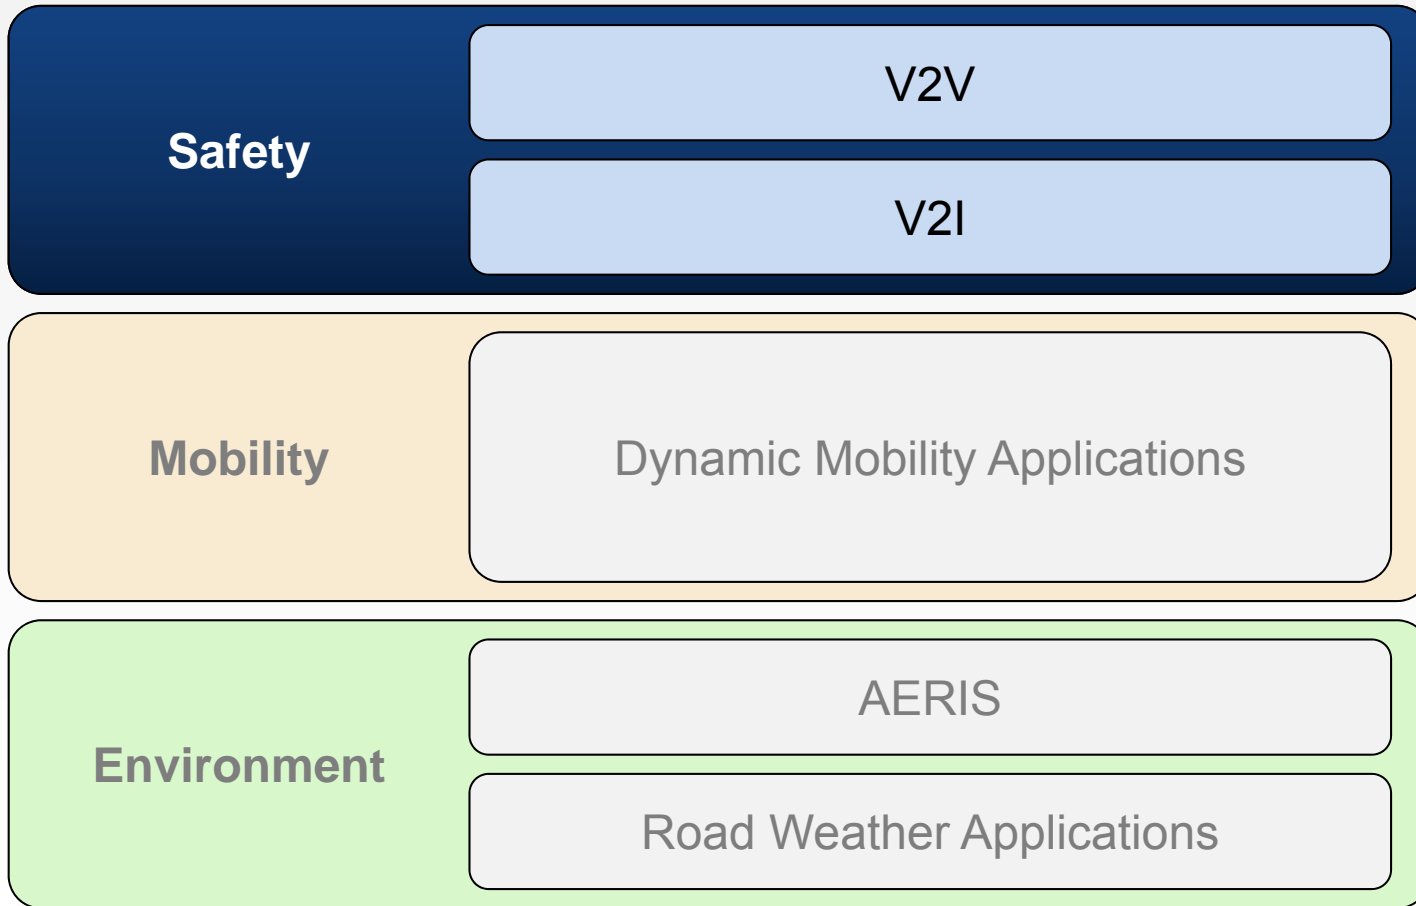 Safety
V2V
V2I
Mobility
Dynamic Mobility Applications
Environment
AERIS
Road Weather Applications